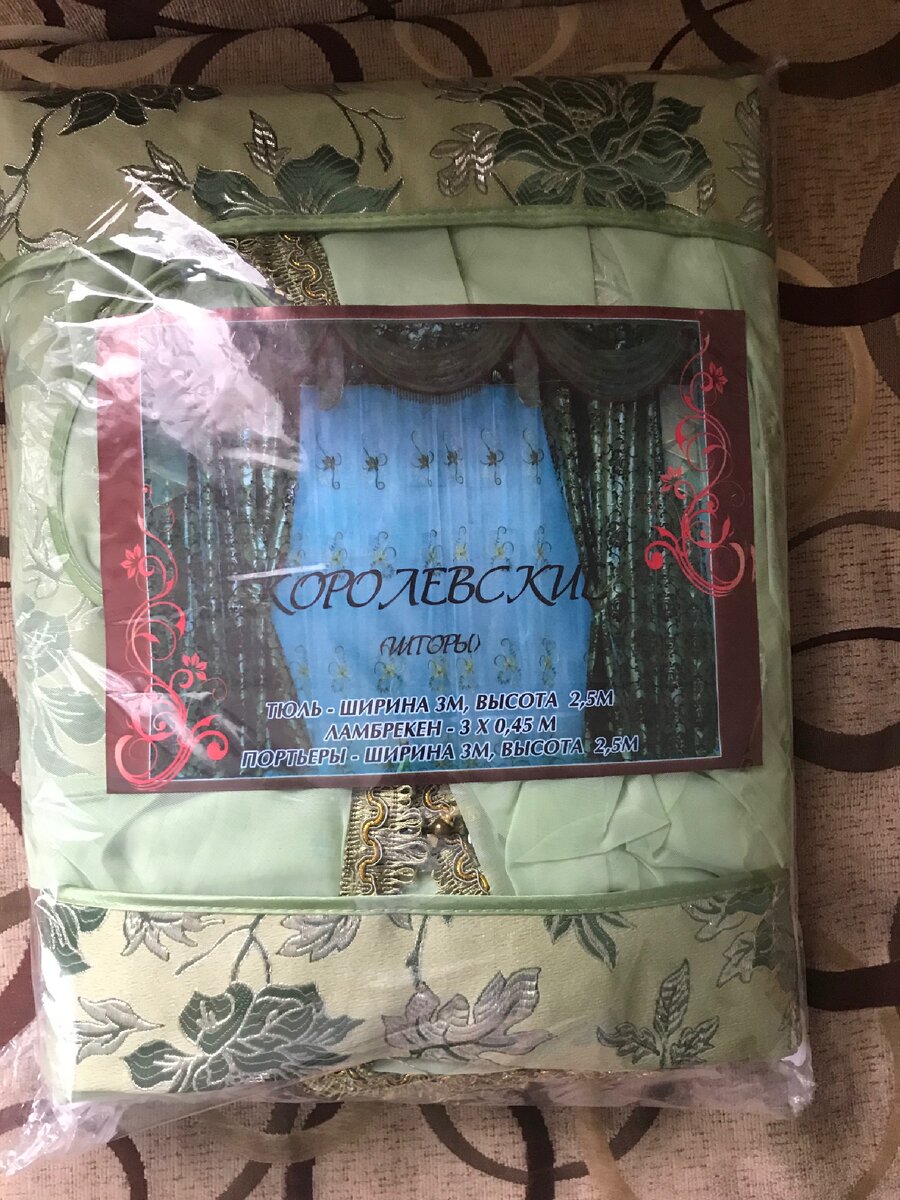 КОРОЛЕВСКИЕ
(ШТОРЫ)
ТЮЛЬ - ШИРИНА 3М, ВЫСОТА 2,5М
ЛАМБРЕКЕН - 3 Х 0,45 М
ПОРТЬЕРЫ - ШИРИНА 3М, ВЫСОТА 2,5М